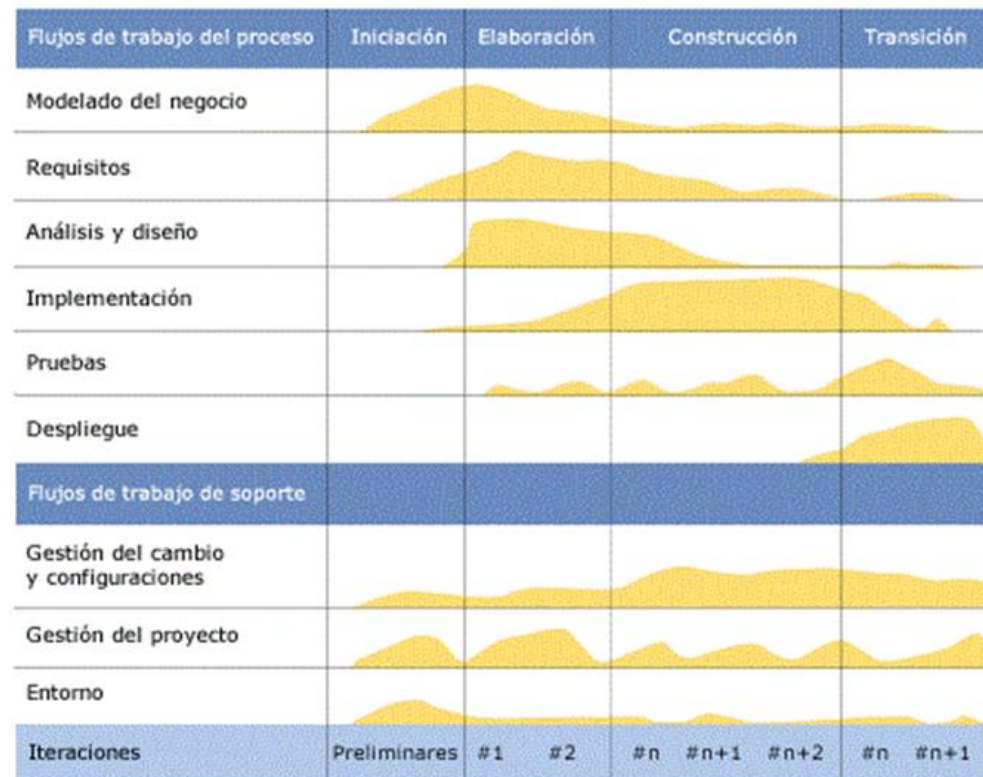 Flujos de trabajo del proceso Iniciación Elaboración Construcción Transición
Modelado del negocio
Requisitos
Análisis y diseño
Implementación
Pruebas
Despliegue
Flujos de trabajo de soporte
Gestión del cambio
y configuraciones
Gestión del proyecto
Entorno
Iteraciones Preliminares #1 #2 #n #n+1 #n+2 #n #n+1